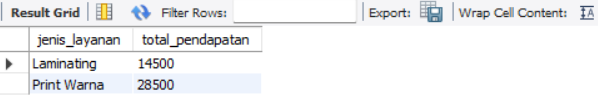 Result Grid Filter Rows: Export: Wrap Cell Content:
jenis_layanan total_pendapatan
Laminating 14500
Print Warna 28500